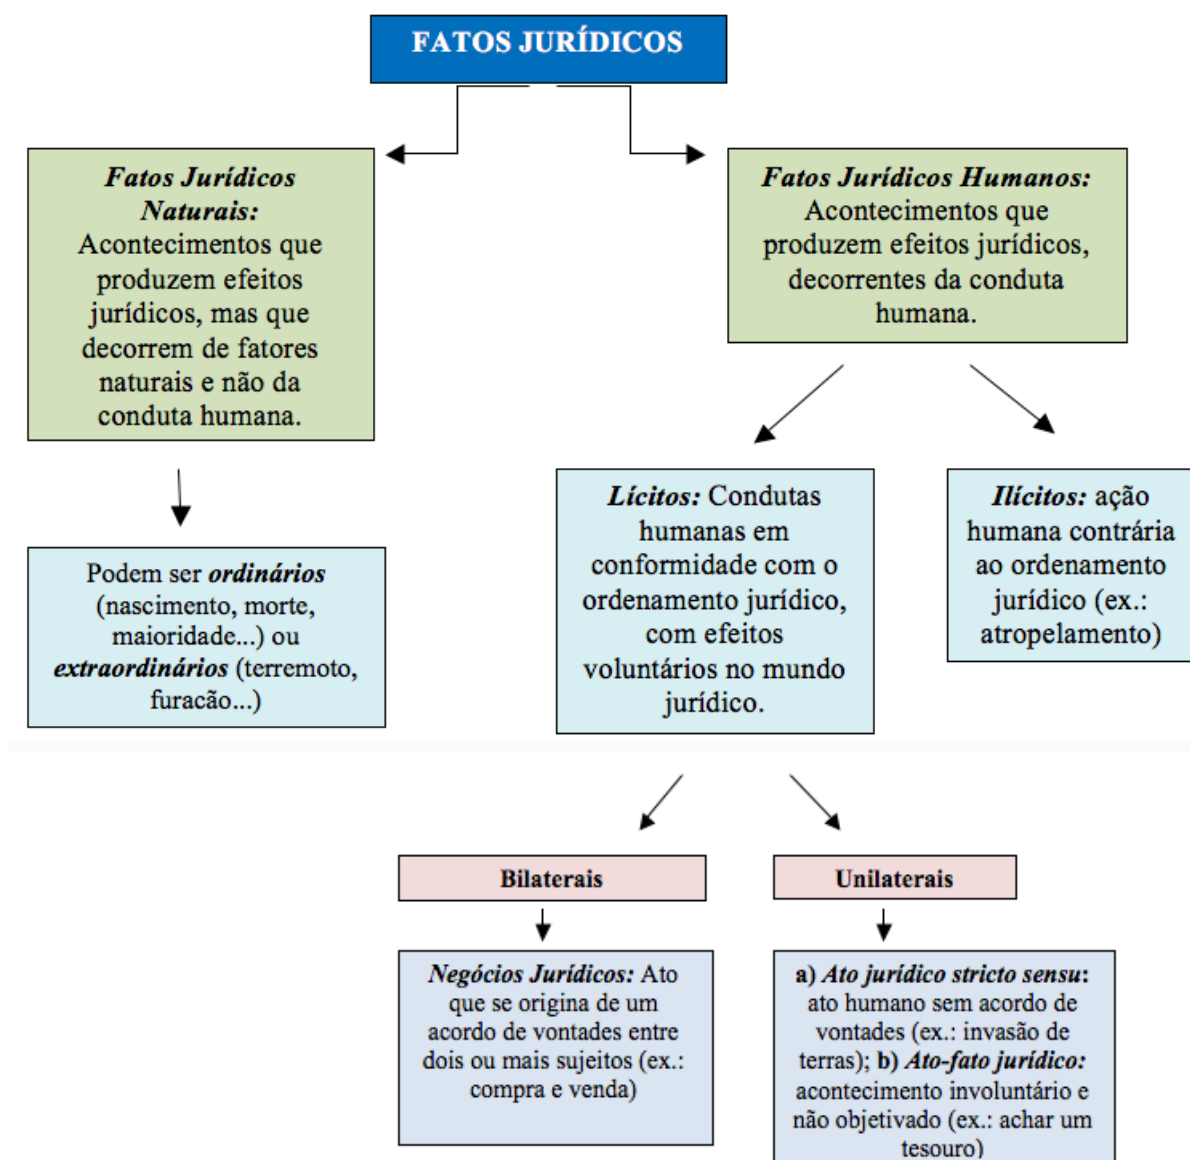 FATOS JURÍDICOS
Fatos Jurídicos
Naturais:
Acontecimentos que
produzem efeitos
jurídicos, mas que
decorrem de fatores
naturais e não da
conduta humana.
Fatos Jurídicos Humanos:
Acontecimentos que
produzem efeitos jurídicos,
decorrentes da conduta
humana.
Podem ser ordinários
(nascimento, morte,
maioridade...) ou
extraordinários (terremoto,
furacão...)
Lícitos: Condutas
humanas em
conformidade com o
ordenamento jurídico,
com efeitos
voluntários no mundo
jurídico.
Ilícitos: ação
humana contrária
ao ordenamento
jurídico (ex.:
atropelamento)
Bilaterais
Unilaterais
Negócios Jurídicos: Ato
que se origina de um
acordo de vontades entre
dois ou mais sujeitos (ex.:
compra e venda)
a) Ato jurídico stricto sensu:
ato humano sem acordo de
vontades (ex.: invasão de
terras); b) Ato-fato jurídico:
acontecimento involuntário e
não objetivado (ex.: achar um
tesouro)